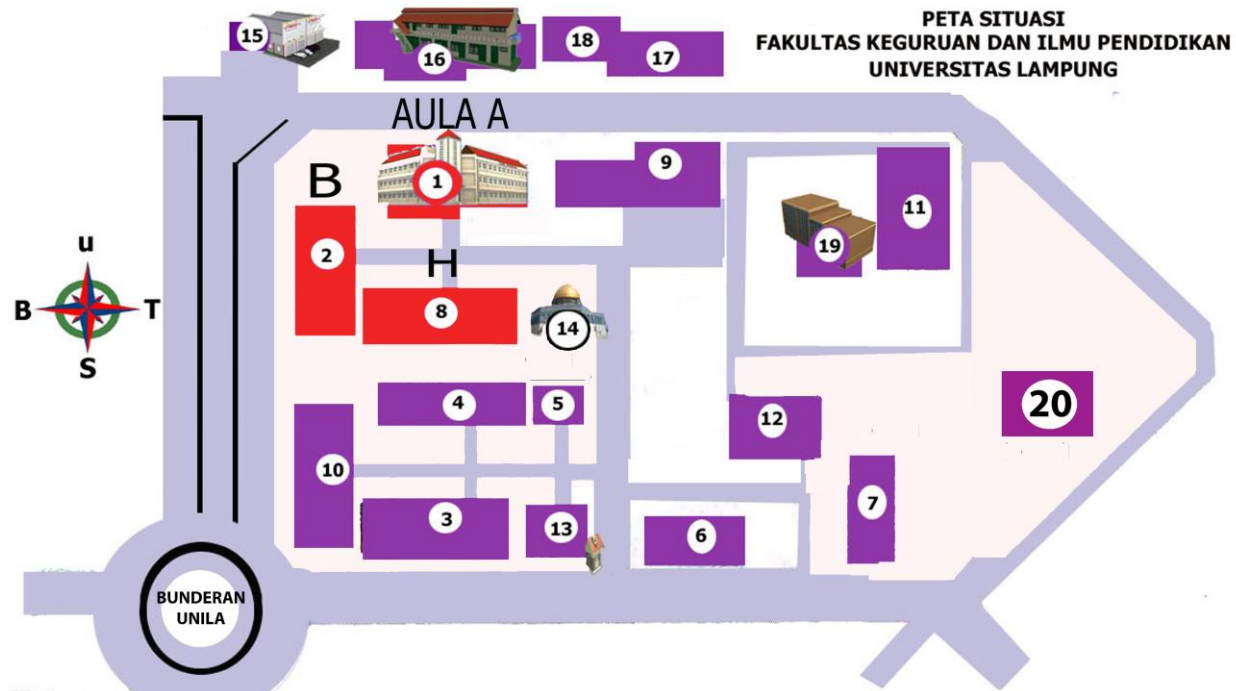 PETA SITUASI
FAKULTAS KEGURUAN DAN ILMU PENDIDIKAN
UNIVERSITAS LAMPUNG
15
16
18
17
AULA A
1
9
B
2
H
8
14
11
19
u
B
T
S
4
5
12
20
10
3
13
6
7
BUNDERAN
UNILA